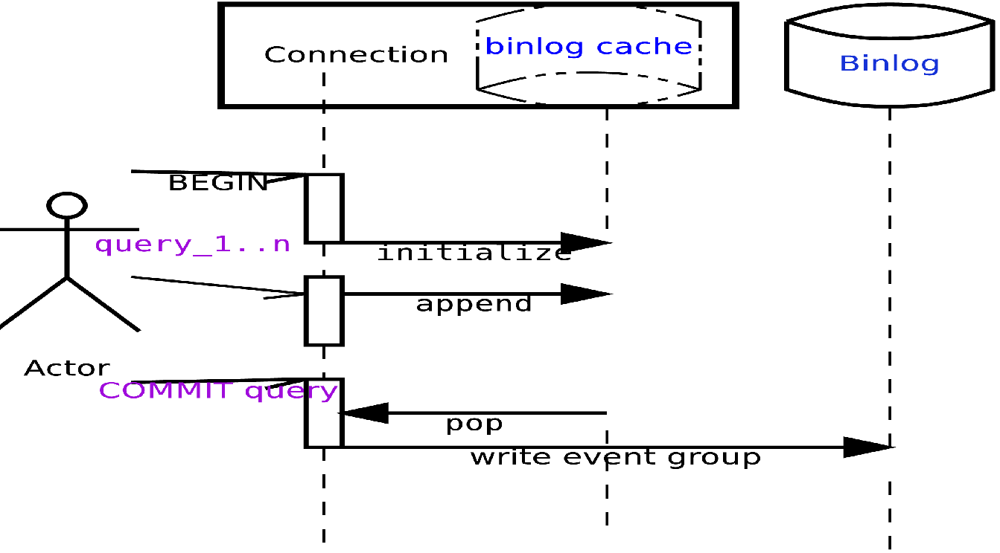 Connection
binlog cache
Binlog
BEGIN
query_1..n
initialize
append
Actor
COMMIT query
pop
write event group